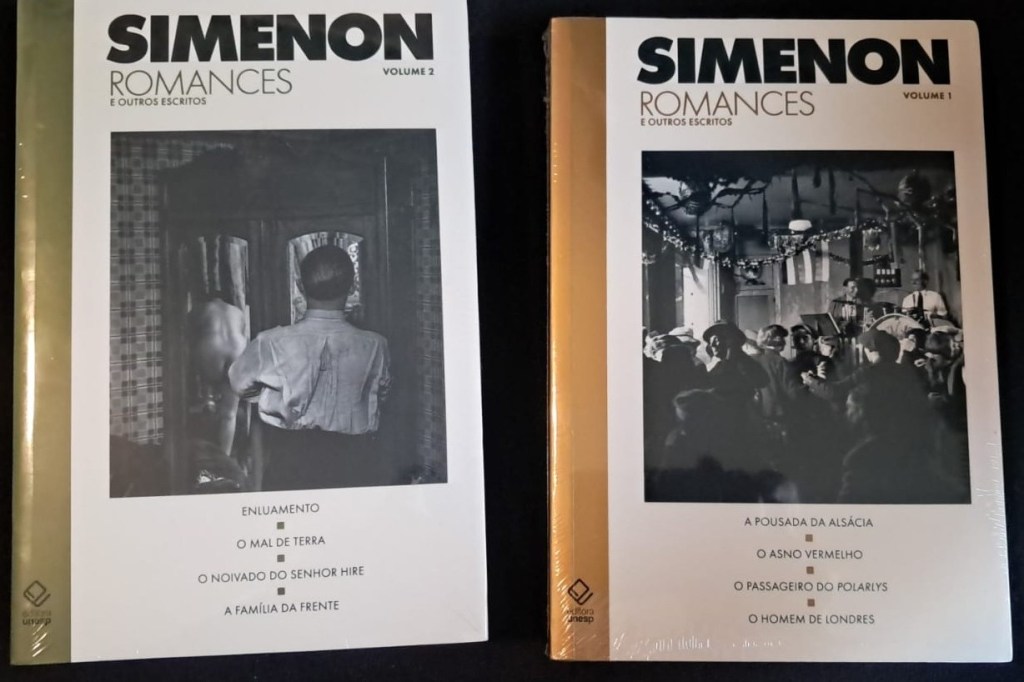 SIMENON
ROMANCES
VOLUME 2
E OUTROS ESCRITOS
ENLUAMENTO
O MAL DE TERRA
O NOIVADO DO SENHOR HIRE
A FAMÍLIA DA FRENTE
editora
unesp
SIMENON
ROMANCES
VOLUME 1
E OUTROS ESCRITOS
A POUSADA DA ALSÁCIA
O ASNO VERMELHO
O PASSAGEIRO DO POLARLYS
O HOMEM DE LONDRES
editora
unesp